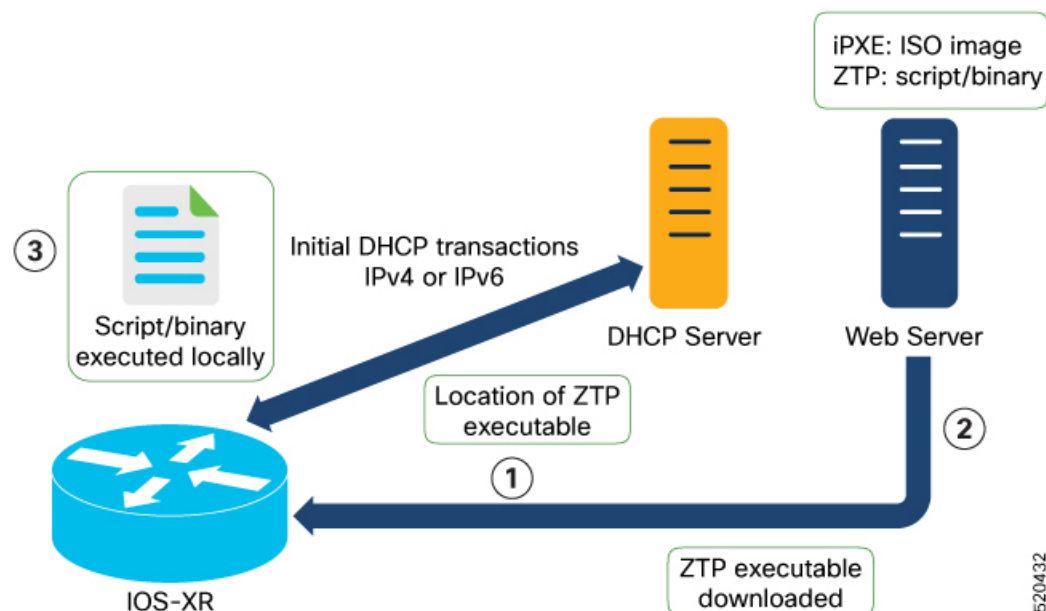 iPXE: ISO image
ZTP: script/binary
3
Script/binary
executed locally
Initial DHCP transactions
IPv4 or IPv6
DHCP Server
Web Server
Location of ZTP
executable
1
2
ZTP executable
downloaded
IOS-XR
520432